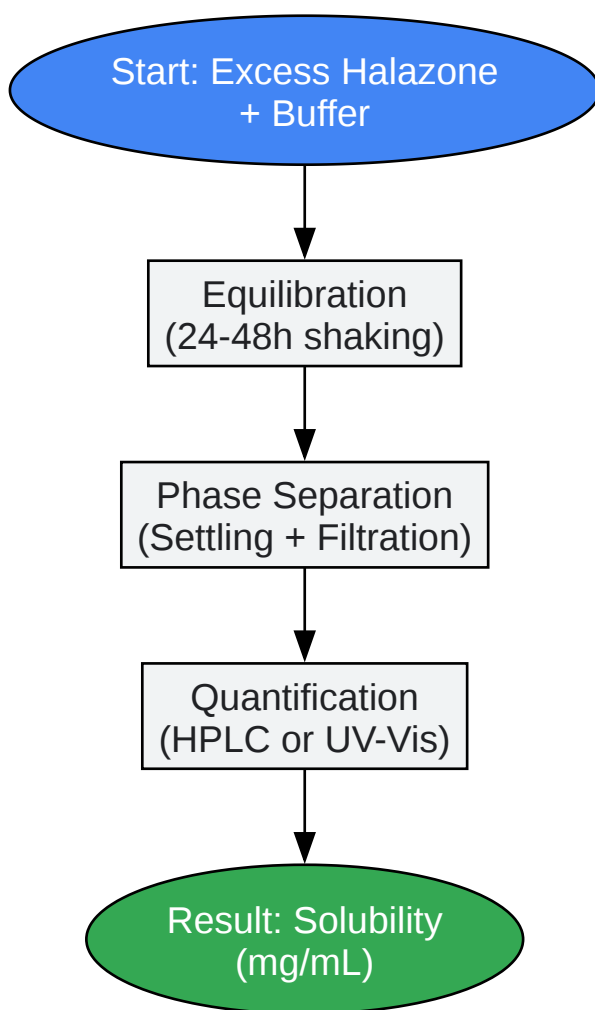 Start: Excess Halazone
+ Buffer
Equilibration
(24-48h shaking)
Phase Separation
(Settling + Filtration)
Quantification
(HPLC or UV-Vis)
Result: Solubility
(mg/mL)